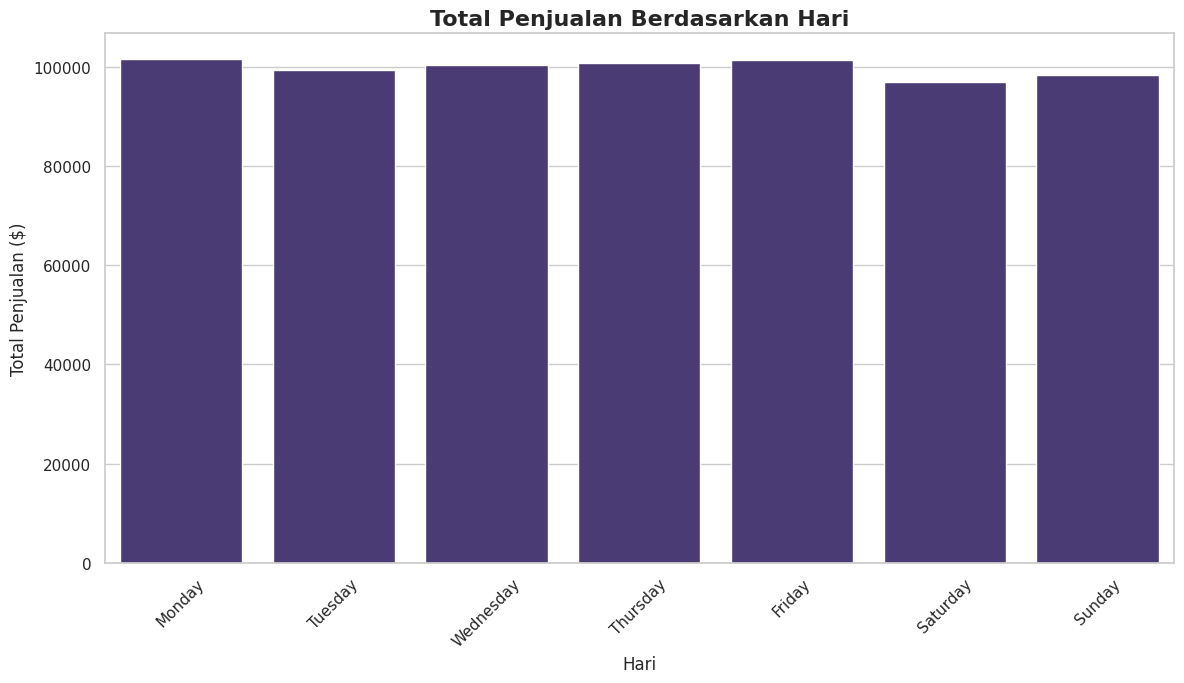 Total Penjualan Berdasarkan Hari
Total Penjualan ($)
100000
80000
60000
40000
20000
0
Monday
Tuesday
Wednesday
Thursday
Friday
Saturday
Sunday
Hari